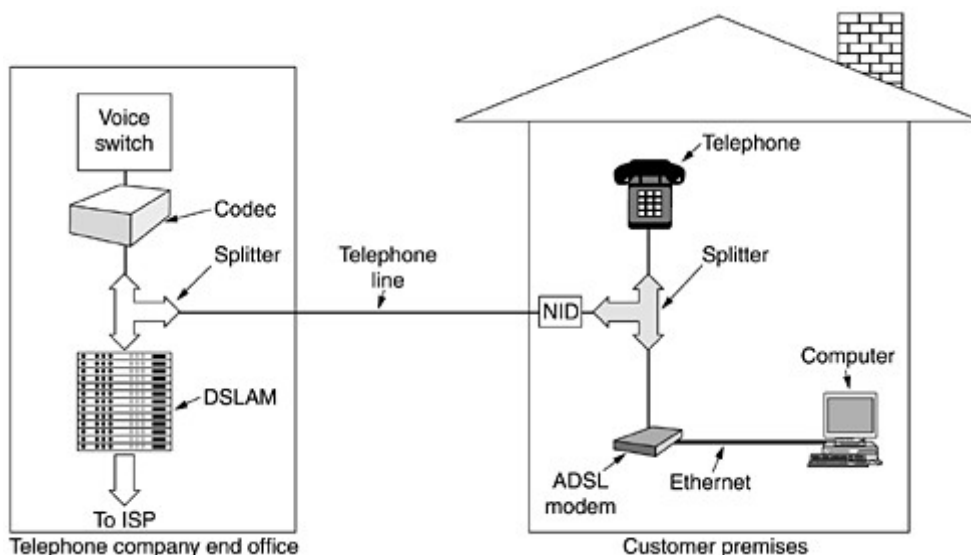 Voice
switch
Codec
Splitter
DSLAM
To ISP
Telephone company end office
Telephone
line
NID
Telephone
Splitter
Computer
ADSL
modem
Ethernet
Customer premises